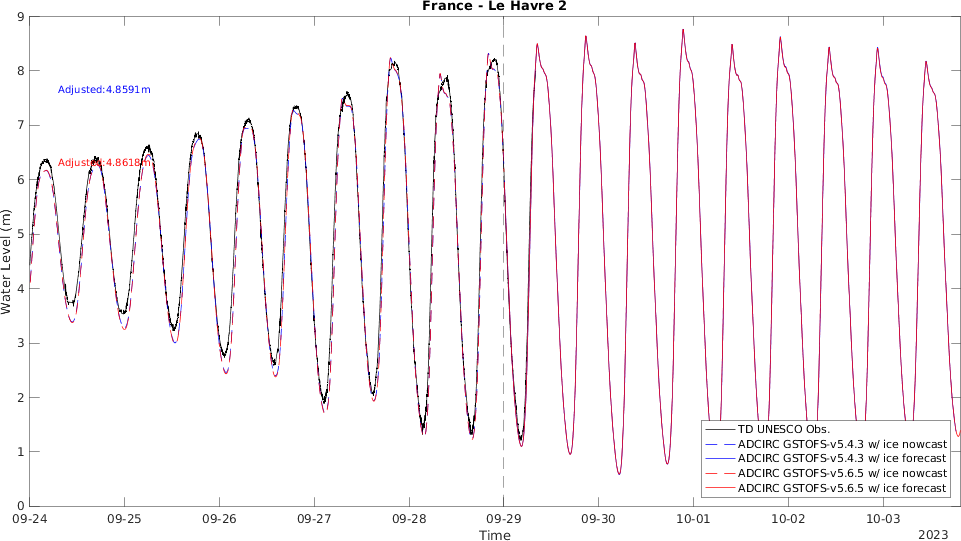 France - Le Havre 2
9
8
7
6
5
4
3
2
1
0
Water Level (m)
Adjusted:4.8591m
Adjusted:4.8618m
TD UNESCO Obs.
ADCIRC GSTOFS-v5.4.3 w/ ice nowcast
ADCIRC GSTOFS-v5.4.3 w/ ice forecast
ADCIRC GSTOFS-v5.6.5 w/ ice nowcast
ADCIRC GSTOFS-v5.6.5 w/ ice forecast
09-24 09-25 09-26 09-27 09-28 09-29 09-30 10-01 10-02 10-03
Time
2023